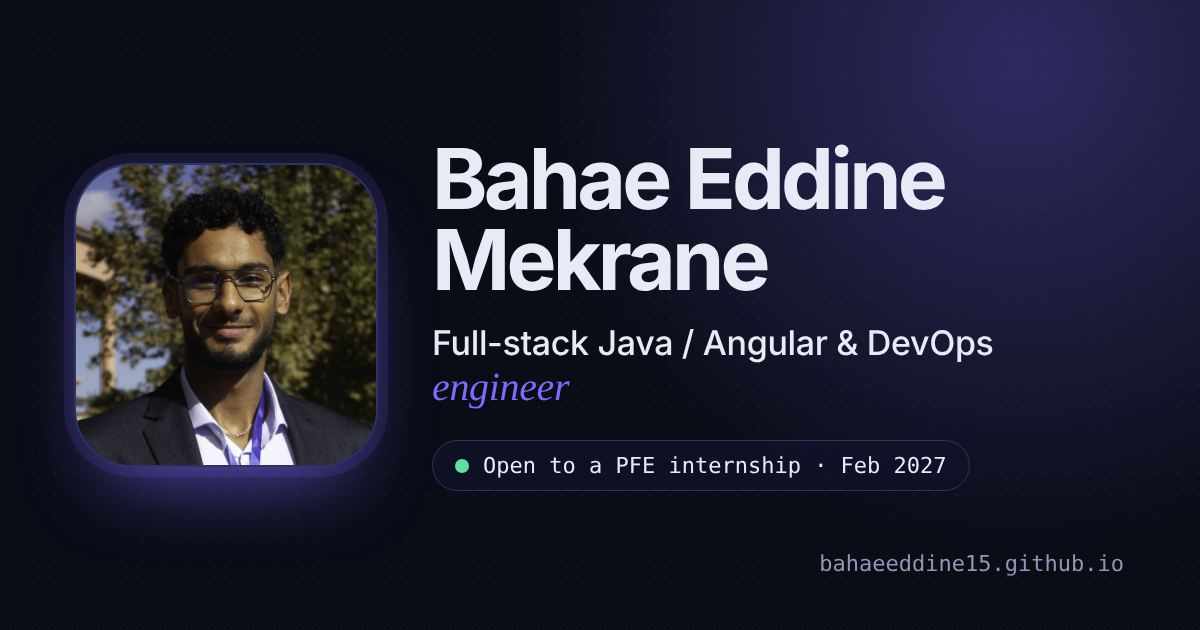 Bahae Eddine
Mekrane
Full-stack Java / Angular & DevOps
engineer
Open to a PFE internship · Feb 2027
bahaeeddine15.github.io